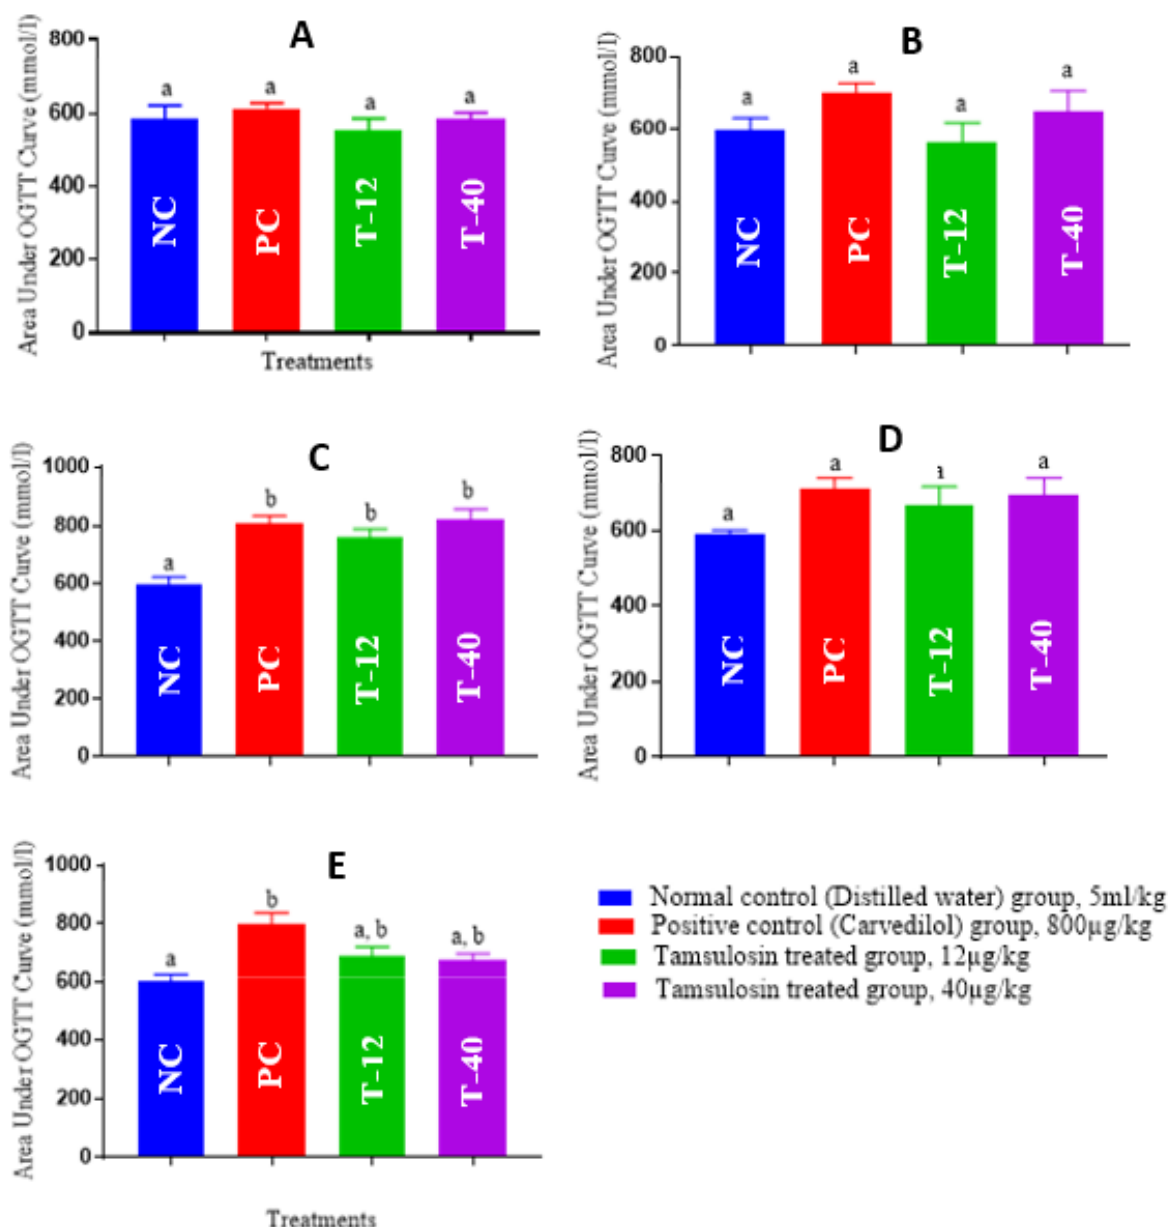 A
Area Under OGTT Curve (mmol/l)
800
600
400
200
0
a
a
a
a
NC
PC
T-12
T-40
Treatments
B
Area Under OGTT Curve (mmol/l)
800
600
400
200
0
a
a
a
a
NC
PC
T-12
T-40
C
Area Under OGTT Curve (mmol/l)
1000
800
600
400
200
0
a
b
b
b
NC
PC
T-12
T-40
D
Area Under OGTT Curve (mmol/l)
800
600
400
200
0
a
a
a
a
NC
PC
T-12
T-40
E
Area Under OGTT Curve (mmol/l)
1000
800
600
400
200
0
a
b
a, b
a, b
NC
PC
T-12
T-40
Treatments
Normal control (Distilled water) group, 5ml/kg
Positive control (Carvedilol) group, 800µg/kg
Tamsulosin treated group, 12µg/kg
Tamsulosin treated group, 40µg/kg